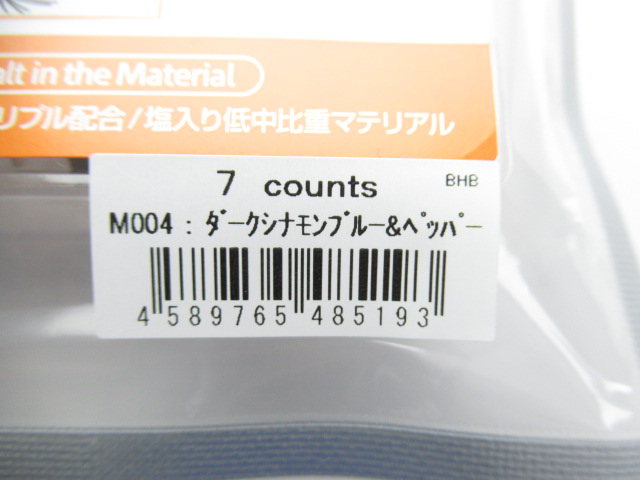 alt in the Material
リブル配合/塩入り低中比重マテリアル
7 counts BHB
M004 : ﾀﾞｰｸｼﾅﾓﾝﾌﾞﾙｰ&ﾍﾟｯﾊﾟｰ
4 589765 485193